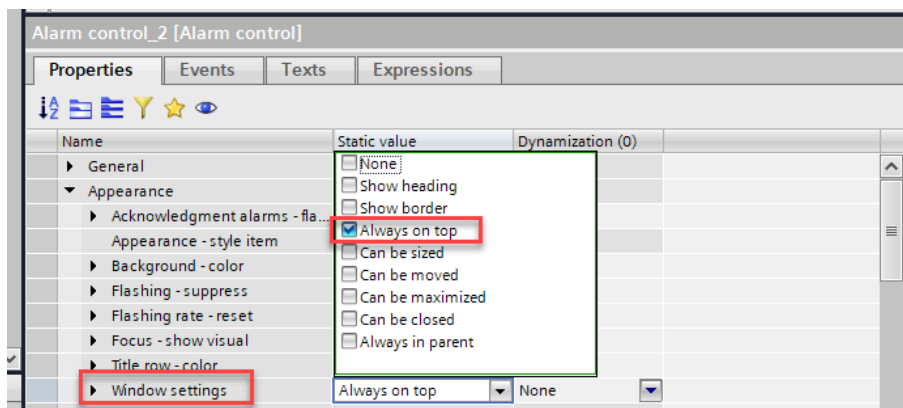 Alarm control_2 [Alarm control]
Properties Events Texts Expressions
Name Static value Dynamization (0)
General
None
Appearance
Show heading
Acknowledgment alarms - fla...
Show border
Appearance - style item
Always on top
Background - color
Can be sized
Flashing - suppress
Can be moved
Flashing rate - reset
Can be maximized
Focus - show visual
Can be closed
Title row - color
Always in parent
Window settings Always on top None